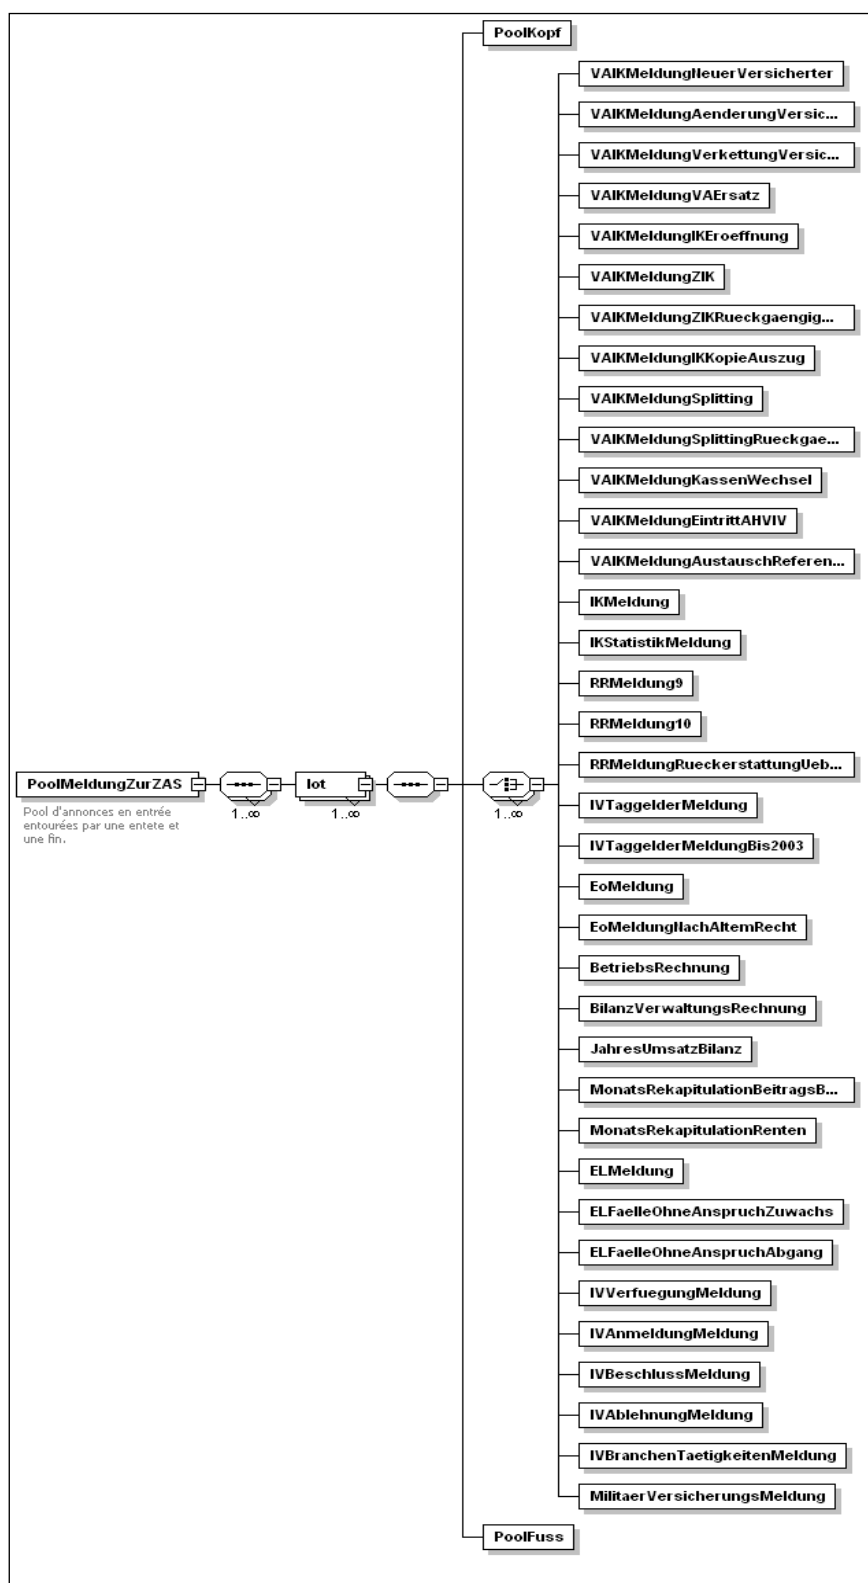 PoolKopf
VAIKMeldungNeuerVersicherter
VAIKMeldungAenderungVersic...
VAIKMeldungVerkettungVersic...
VAIKMeldungVAErsatz
VAIKMeldungIKEroeffnung
VAIKMeldungZIK
VAIKMeldungZIKRueckgaengig...
VAIKMeldungIKKopieAuszug
VAIKMeldungSplitting
VAIKMeldungSplittingRueckgae...
VAIKMeldungKassenWechsel
VAIKMeldungEintrittAHVIV
VAIKMeldungAustauschReferen...
IKMeldung
IKStatistikMeldung
RRMeldung9
RRMeldung10
RRMeldungRueckerstattungUeb...
PoolMeldungZurZAS
lot
Pool d'annonces en entrée
entourées par une entete et
une fin.
1..∞
1..∞
1..∞
IVTaggelderMeldung
IVTaggelderMeldungBis2003
EoMeldung
EoMeldungNachAltemRecht
BetriebsRechnung
BilanzVerwaltungsRechnung
JahresUmsatzBilanz
MonatsRekapitulationBeitragsB...
MonatsRekapitulationRenten
ELMeldung
ELFaelleOhneAnspruchZuwachs
ELFaelleOhneAnspruchAbgang
IVVerfuegungMeldung
IVAnmeldungMeldung
IVBeschlussMeldung
IVAblehnungMeldung
IVBranchenTaetigkeitenMeldung
MilitaerVersicherungsMeldung
PoolFuss